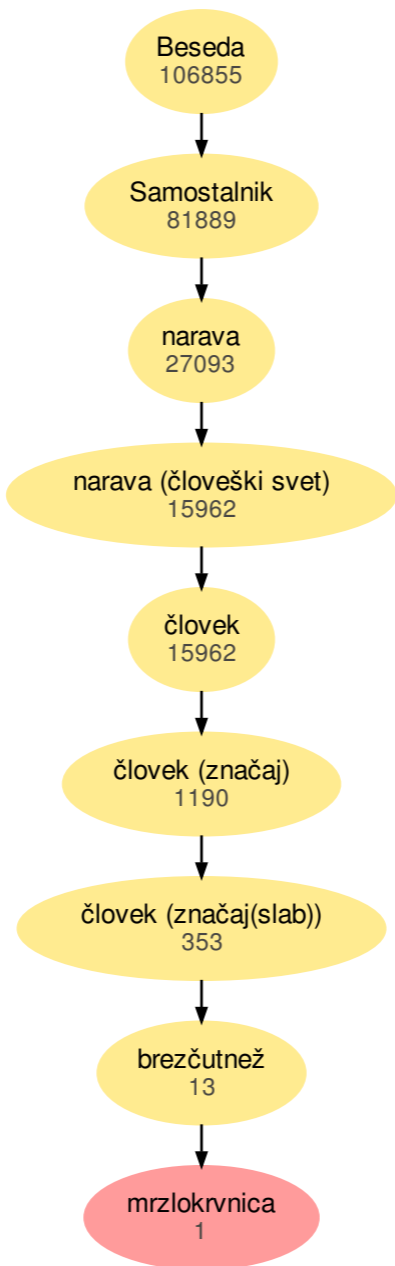 Beseda
106855
Samostalnik
81889
narava
27093
narava (človeški svet)
15962
človek
15962
človek (značaj)
1190
človek (značaj(slab))
353
brezčutnež
13
mrzlokrvnica
1